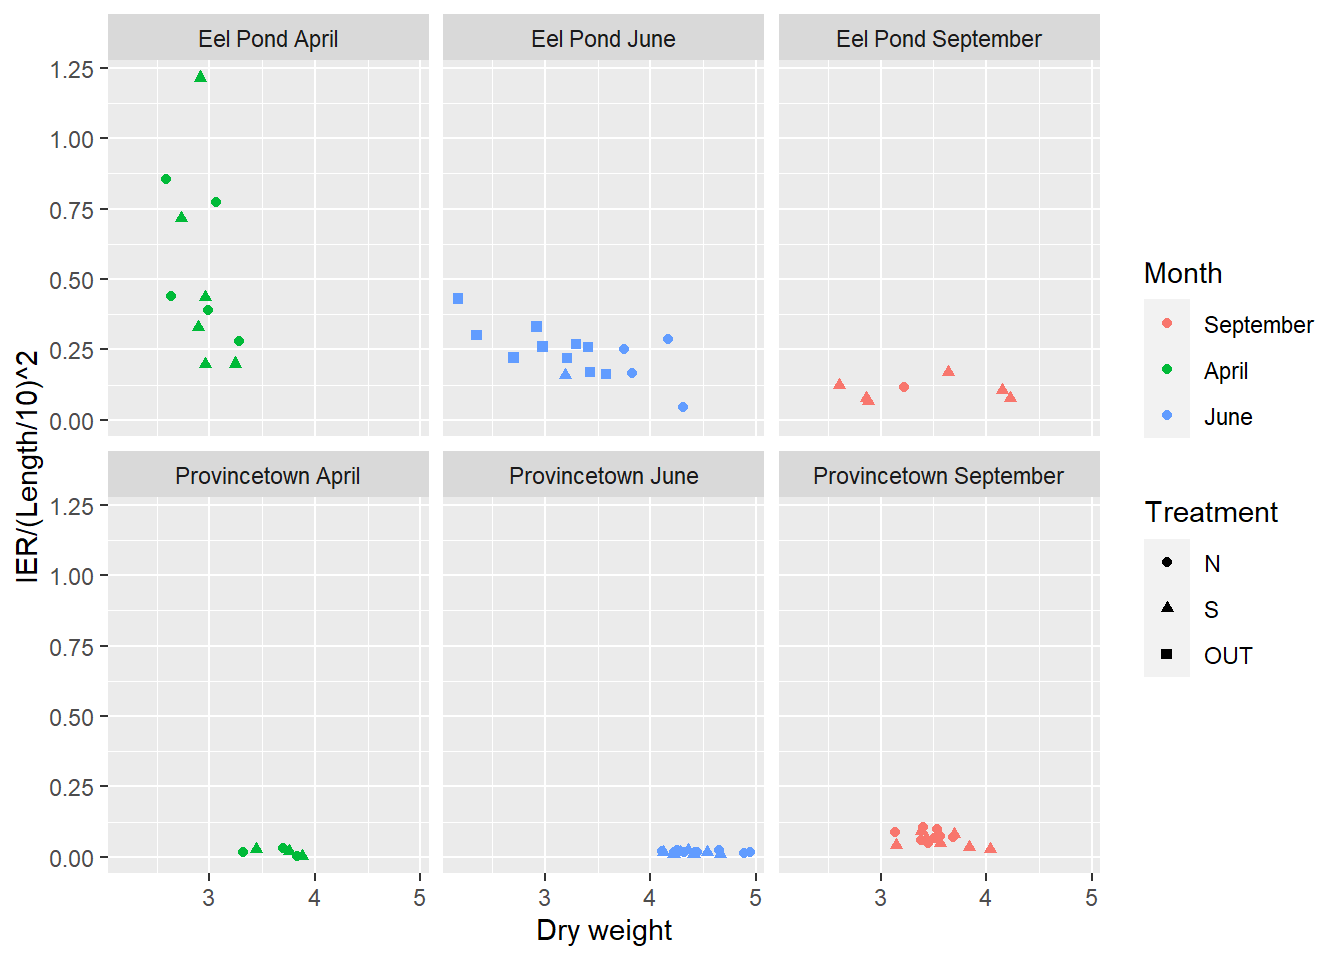 Eel Pond April
Eel Pond June
Eel Pond September
1.25
1.00
0.75
0.50
0.25
0.00
Provincetown April
Provincetown June
Provincetown September
1.25
1.00
0.75
0.50
0.25
0.00
3 4 5
3 4 5
3 4 5
Dry weight
IER/(Length/10)^2
Month
September
April
June
Treatment
N
S
OUT